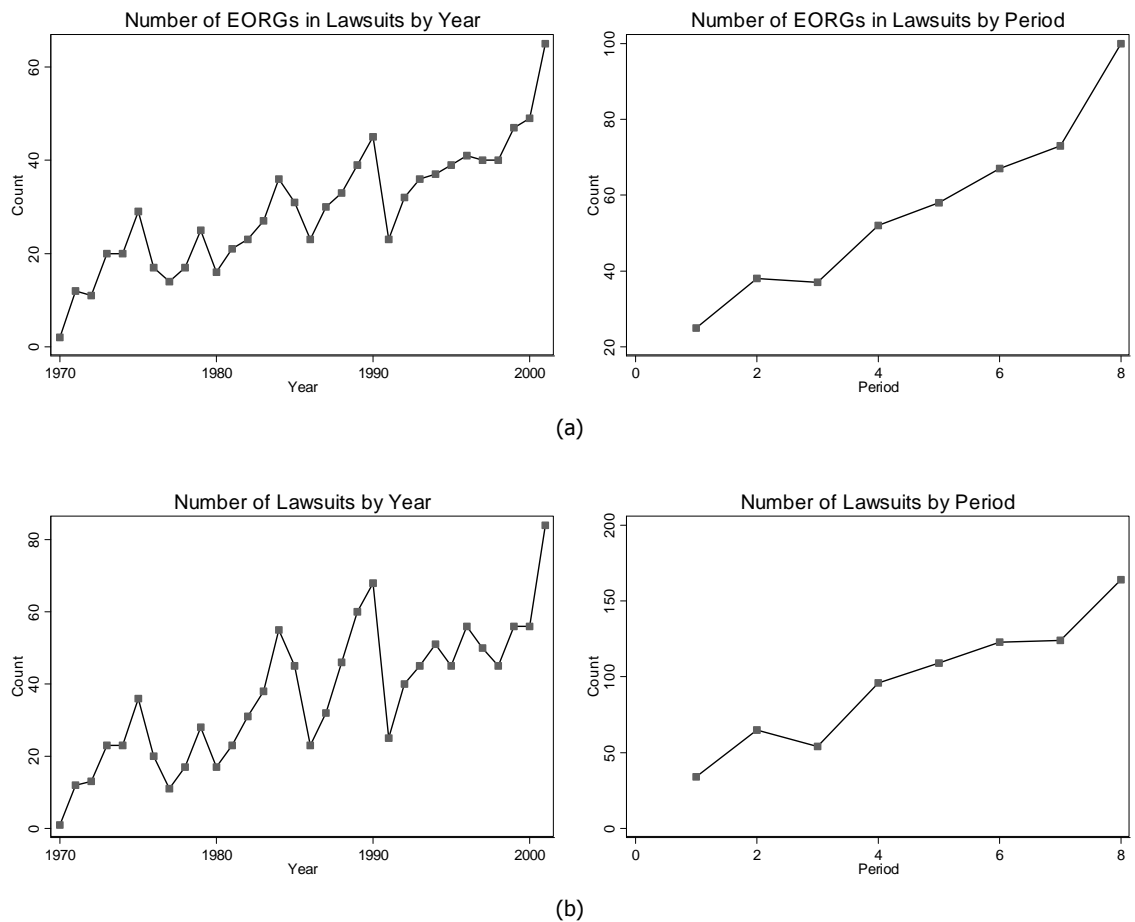 Number of EORGs in Lawsuits by Year
Count
0
20
40
60
1970
1980
1990
2000
Year
Number of EORGs in Lawsuits by Period
Count
20
40
60
80
100
0
2
4
6
8
Period
(a)
Number of Lawsuits by Year
Count
0
20
40
60
80
1970
1980
1990
2000
Year
Number of Lawsuits by Period
Count
0
50
100
150
200
0
2
4
6
8
Period
(b)